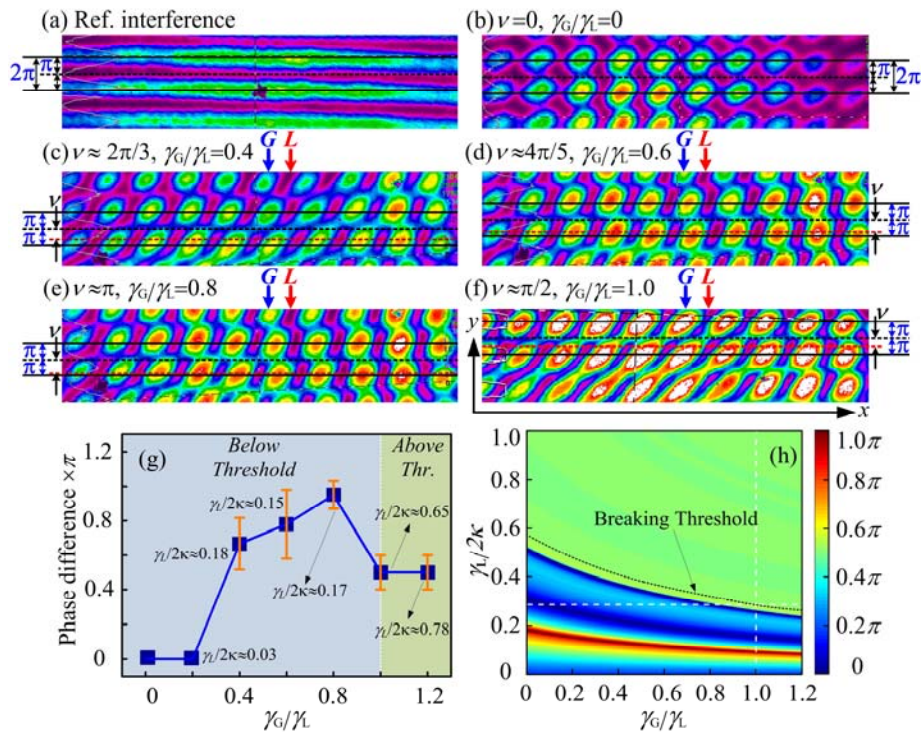 (a) Ref. interference
(b) ν=0, γG/γL=0
2π
π
π
2π
(c) ν≈ 2π/3, γG/γL=0.4
G L
(d) ν≈4π/5, γG/γL=0.6
G L
ν
π
π
ν
π
π
(e) ν≈π, γG/γL=0.8
G L
(f) ν≈π/2, γG/γL=1.0
G L
ν
π
π
y
x
ν
π
π
(g)
Below
Threshold
Above
Thr.
Phase difference ×π
1.2
0.8
0.4
0
γL/2κ≈0.15
γL/2κ≈0.65
γL/2κ≈0.18
γL/2κ≈0.17
γL/2κ≈0.03
γL/2κ≈0.78
0 0.4 0.8 1.2
γG/γL
(h)
γL/2κ
1.0
0.8
0.6
0.4
0.2
0
Breaking Threshold
0 0.2 0.4 0.6 0.8 1.0 1.2
γG/γL
1.0π
0.8π
0.6π
0.4π
0.2π
0